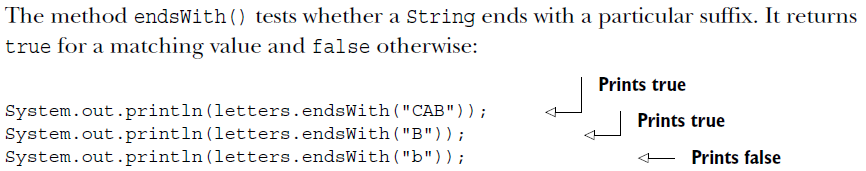 The method endsWith() tests whether a String ends with a particular suffix. It returns
true for a matching value and false otherwise:
Prints true
System.out.println(letters.endsWith("CAB"));
Prints true
System.out.println(letters.endsWith("B"));
System.out.println(letters.endsWith("b"));
Prints false